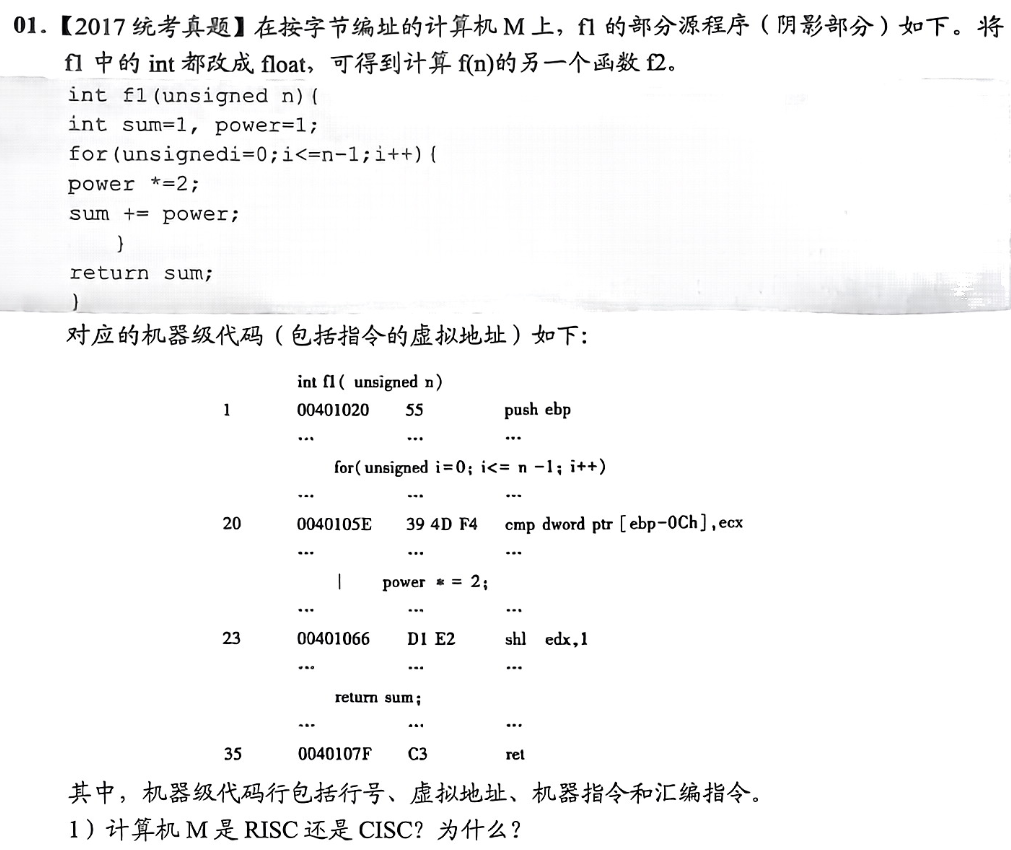 01.【2017 统考真题】在按字节编址的计算机 M 上，f1 的部分源程序（阴影部分）如下。将
f1 中的 int 都改成 float，可得到计算 f(n)的另一个函数 f2。
int f1(unsigned n){
int sum=1, power=1;
for(unsignedi=0;i<=n-1;i++){
power *=2;
sum += power;
}
return sum;
}
对应的机器级代码（包括指令的虚拟地址）如下：
int f1( unsigned n)
1 00401020 55 push ebp
… … …
for( unsigned i=0; i<= n -1; i++)
… … …
20 0040105E 39 4D F4 cmp dword ptr [ebp-0Ch],ecx
… … …
| power * = 2;
… … …
23 00401066 D1 E2 shl edx,1
… … …
return sum;
… … …
35 0040107F C3 ret
其中，机器级代码行包括行号、虚拟地址、机器指令和汇编指令。
1）计算机 M 是 RISC 还是 CISC？为什么？